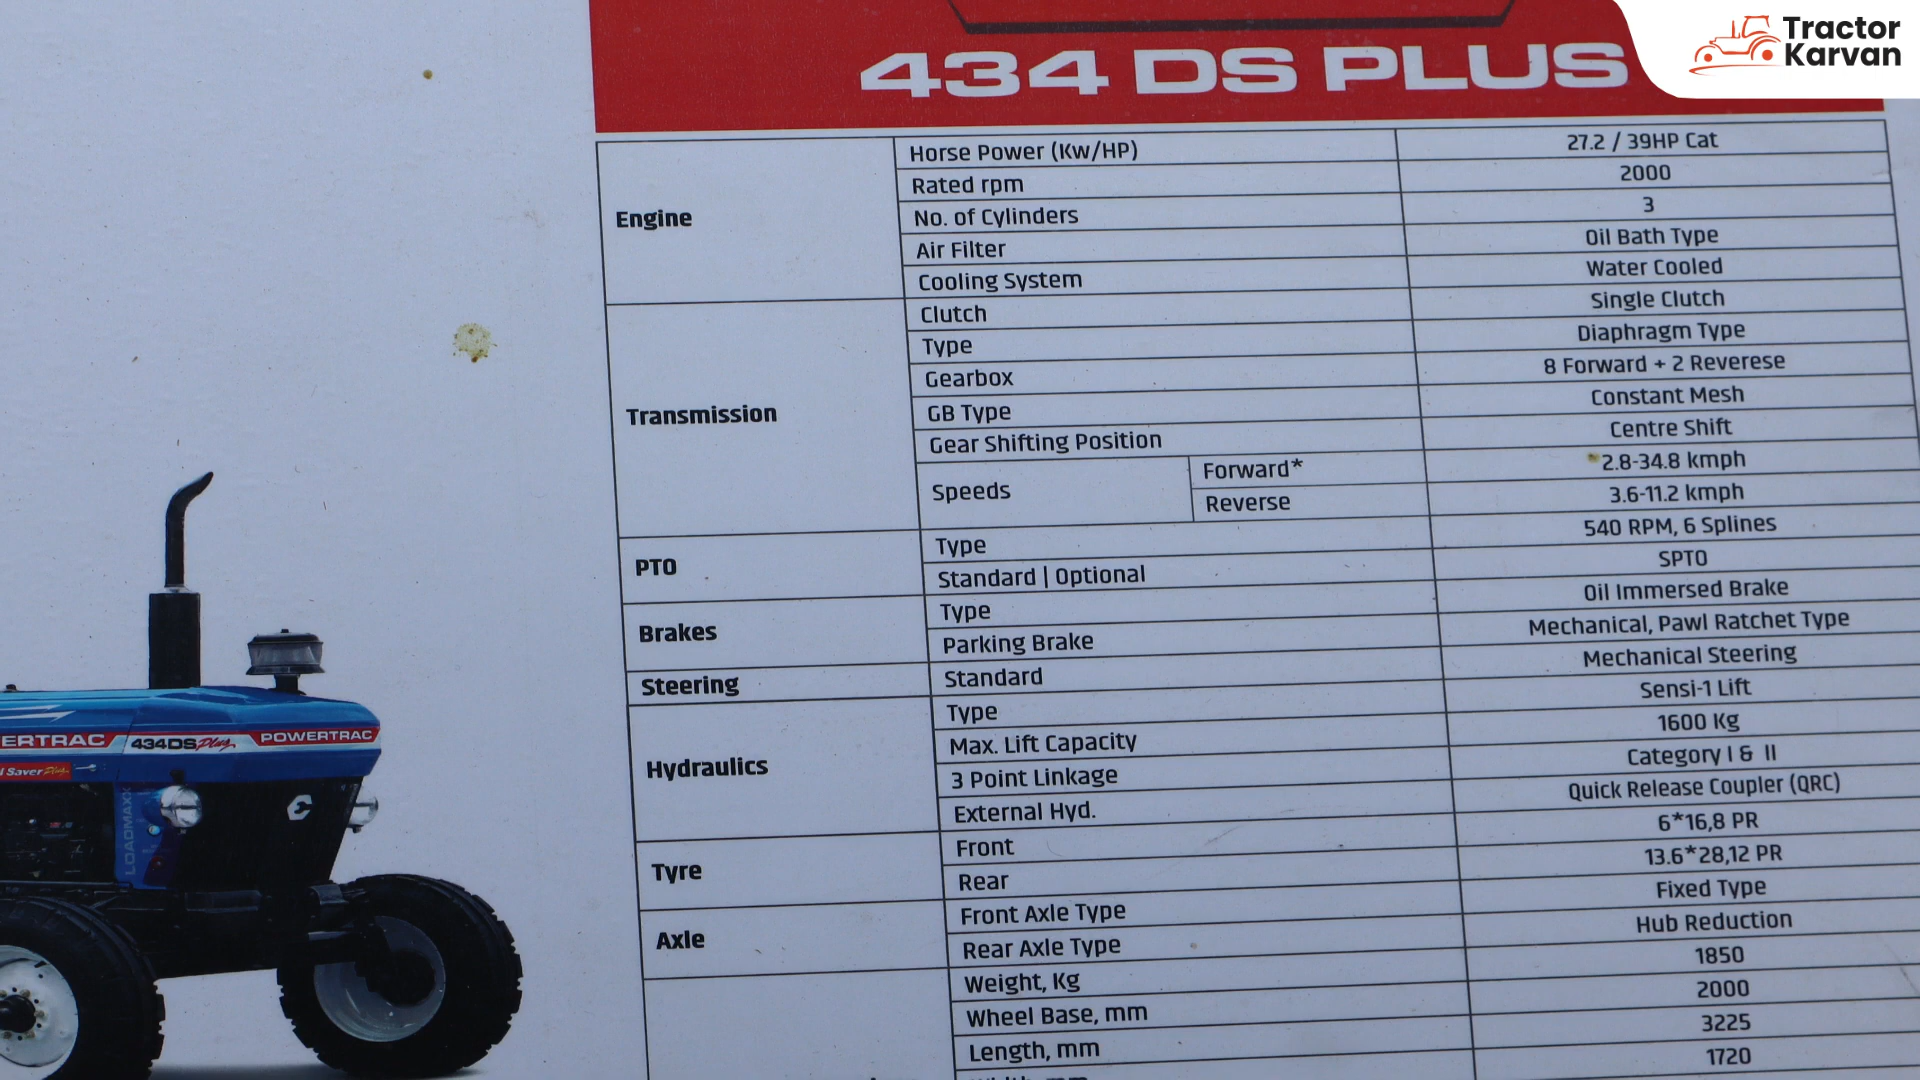 Tractor
Karvan
434 DS PLUS
Engine
Horse Power (Kw/HP) 27.2 / 39HP Cat
Rated rpm 2000
No. of Cylinders 3
Air Filter Oil Bath Type
Cooling System Water Cooled
Transmission
Clutch Single Clutch
Type Diaphragm Type
Gearbox 8 Forward + 2 Reverese
GB Type Constant Mesh
Gear Shifting Position Centre Shift
Speeds Forward* 2.8-34.8 kmph
Reverse 3.6-11.2 kmph
PTO
Type 540 RPM, 6 Splines
Standard | Optional SPTO
Brakes
Type Oil Immersed Brake
Parking Brake Mechanical, Pawl Ratchet Type
Steering
Standard Mechanical Steering
Hydraulics
Type Sensi-1 Lift
Max. Lift Capacity 1600 Kg
3 Point Linkage Category I & II
External Hyd. Quick Release Coupler (QRC)
Tyre
Front 6*16,8 PR
Rear 13.6*28,12 PR
Axle
Front Axle Type Fixed Type
Rear Axle Type Hub Reduction
Weight, Kg 1850
Wheel Base, mm 2000
Length, mm 3225
1720
ERTRAC 434DS Plus POWERTRAC
l Saver Plus
LOADMAXX